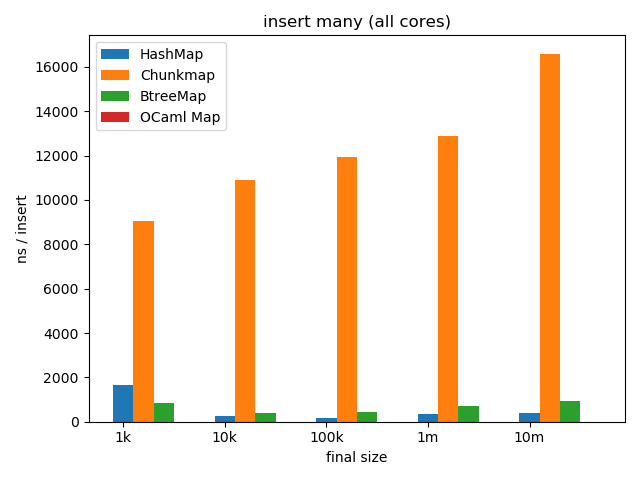 insert many (all cores)
HashMap
Chunkmap
BtreeMap
OCaml Map
ns / insert
16000
14000
12000
10000
8000
6000
4000
2000
0
1k 10k 100k 1m 10m
final size